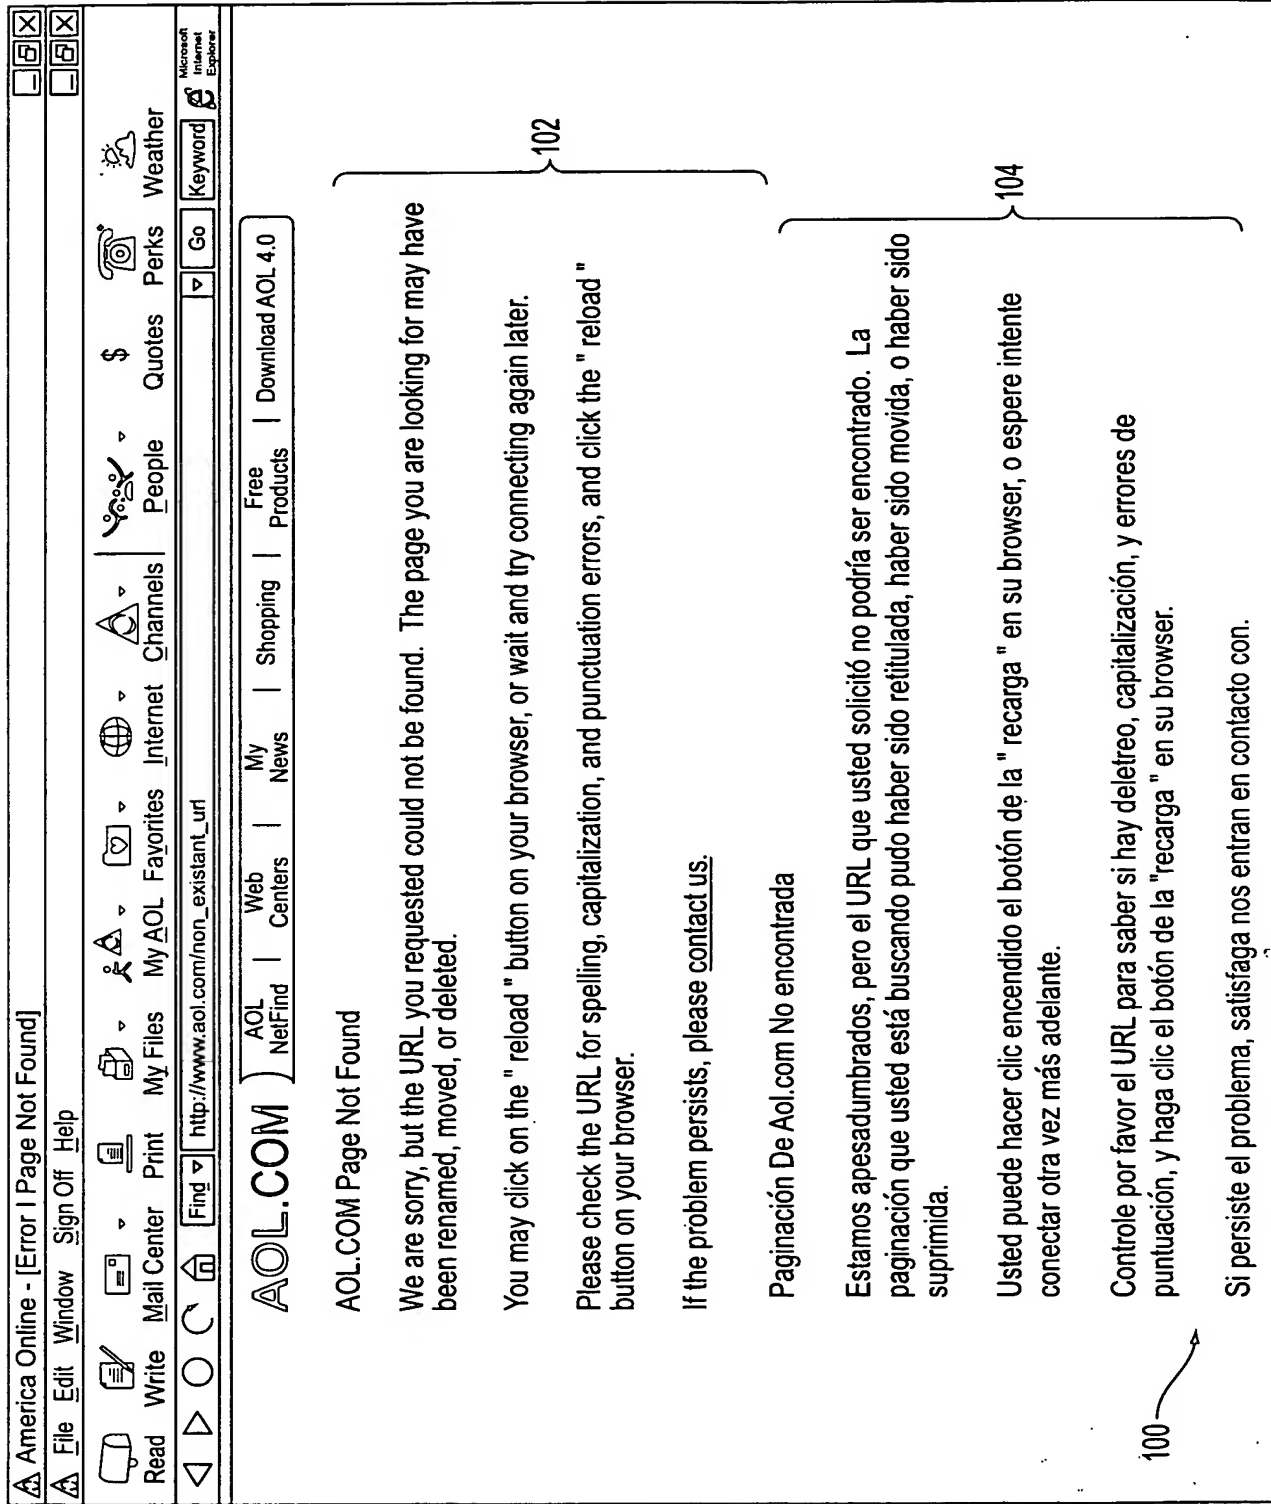 America Online - [Error I Page Not Found]
File Edit Window Sign Off Help
Read Write Mail Center Print My Files My AOL Favorites Internet Channels People Quotes Perks Weather
Find http://www.aol.com/non_existant_url Go Keyword
Microsoft
Internet
Explorer
AOL.COM
AOL NetFind | Web Centers | My News | Shopping | Free Products | Download AOL 4.0
AOL.COM Page Not Found
We are sorry, but the URL you requested could not be found. The page you are looking for may have
been renamed, moved, or deleted.
You may click on the " reload " button on your browser, or wait and try connecting again later.
Please check the URL for spelling, capitalization, and punctuation errors, and click the " reload "
button on your browser.
If the problem persists, please contact us.
102
Paginación De Aol.com No encontrada
Estamos apesadumbrados, pero el URL que usted solicitó no podría ser encontrado. La
paginación que usted está buscando pudo haber sido retitulada, haber sido movida, o haber sido
suprimida.
Usted puede hacer clic encendido el botón de la " recarga " en su browser, o espere intente
conectar otra vez más adelante.
Controle por favor el URL para saber si hay deletreo, capitalización, y errores de
puntuación, y haga clic el botón de la "recarga " en su browser.
Si persiste el problema, satisfaga nos entran en contacto con.
104
100